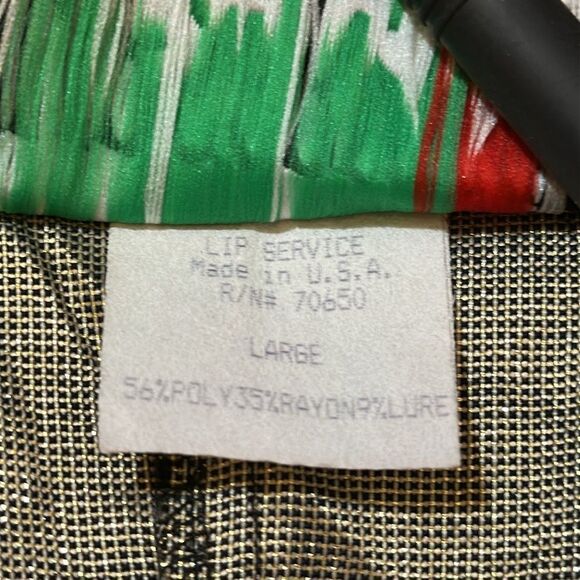 LIP SERVICE
Made in U.S.A.
R/N# 70650
LARGE
56%POLY35%RAYON9%LURE